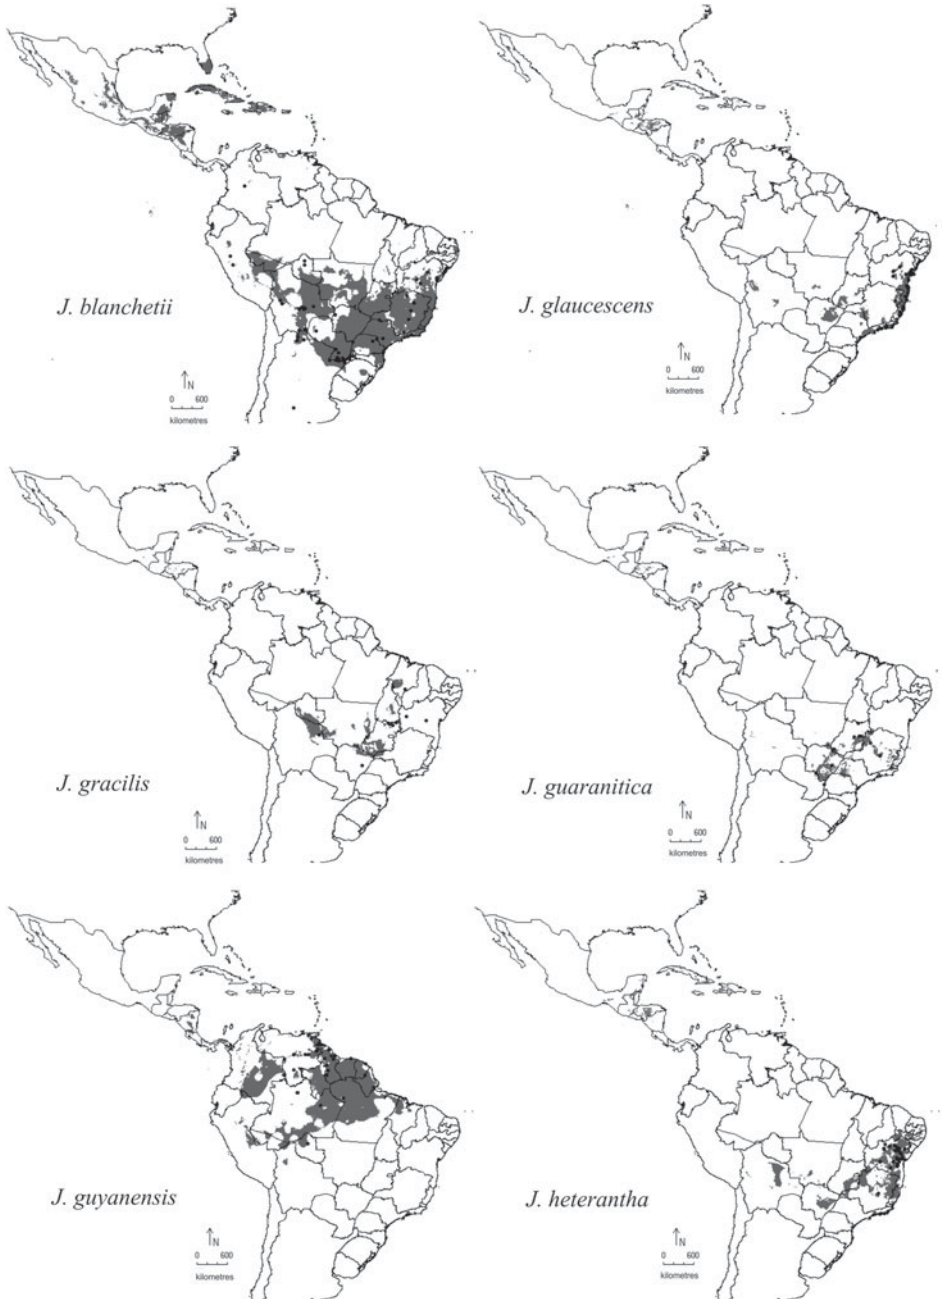 J. blanchetii
N
0 600
kilometres
J. glaucescens
N
0 600
kilometres
J. gracilis
N
0 600
kilometres
J. guaranitica
N
0 600
kilometres
J. guyanensis
N
0 600
kilometres
J. heterantha
N
0 600
kilometres